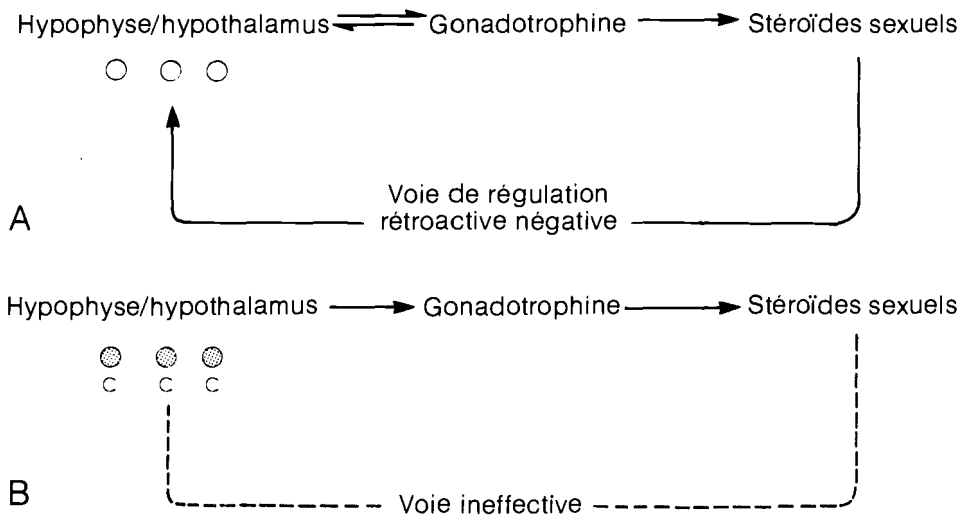 Hypophyse/hypothalamus Gonadotrophine Stéroïdes sexuels
Voie de régulation
rétroactive négative
A
Hypophyse/hypothalamus Gonadotrophine Stéroïdes sexuels
C C C
Voie ineffective
B